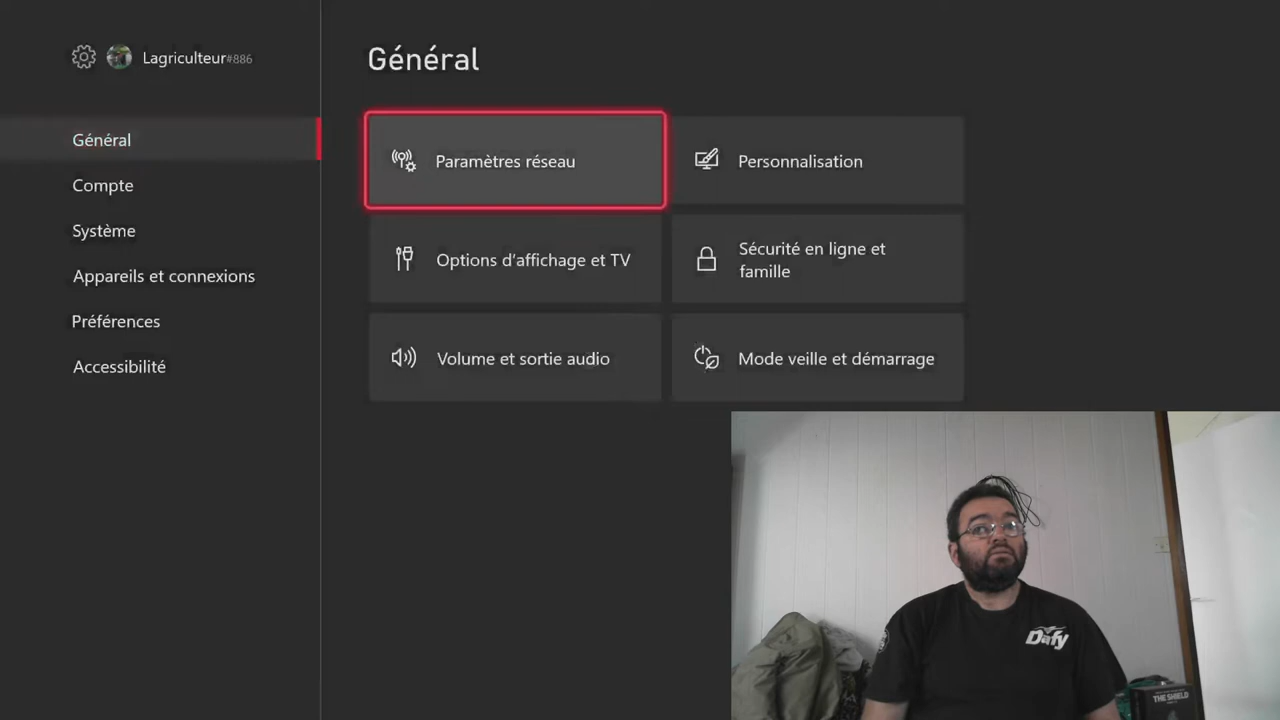 Lagriculteur#886
Général
Compte
Système
Appareils et connexions
Préférences
Accessibilité
Général
Paramètres réseau
Personnalisation
Options d'affichage et TV
Sécurité en ligne et
famille
Volume et sortie audio
Mode veille et démarrage
Dafy
THE SHIELD